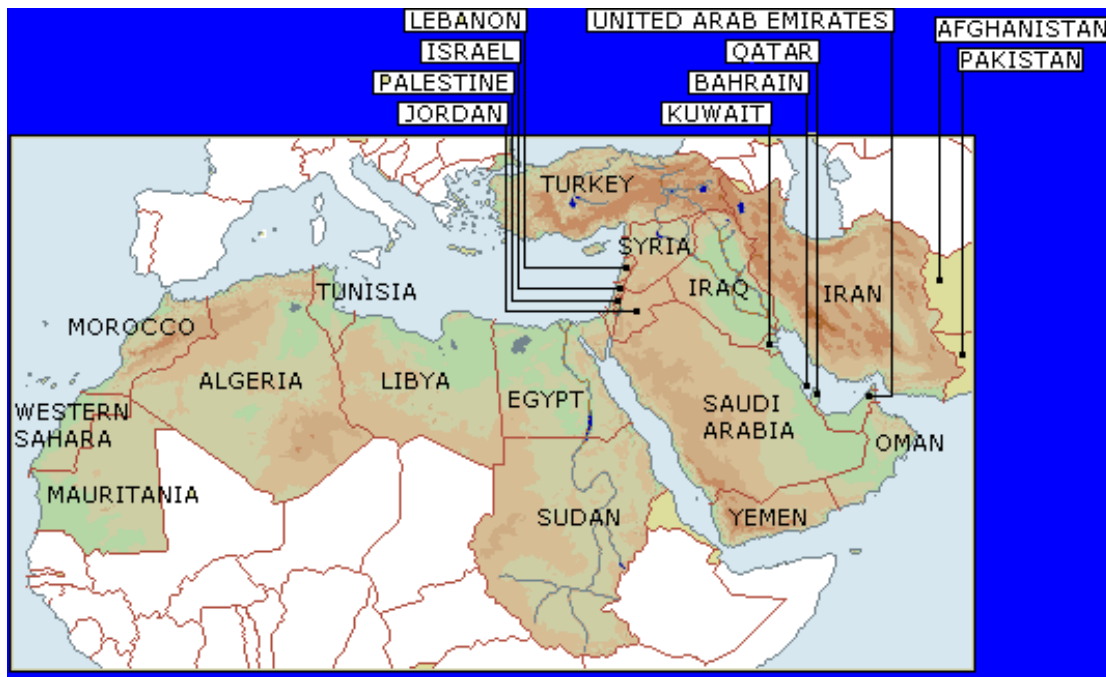 LEBANON
UNITED ARAB EMIRATES
AFGHANISTAN
ISRAEL
QATAR
PAKISTAN
PALESTINE
BAHRAIN
JORDAN
KUWAIT
TURKEY
SYRIA
TUNISIA
IRAQ
IRAN
MOROCCO
ALGERIA
LIBYA
EGYPT
SAUDI
ARABIA
WESTERN
SAHARA
OMAN
MAURITANIA
SUDAN
YEMEN